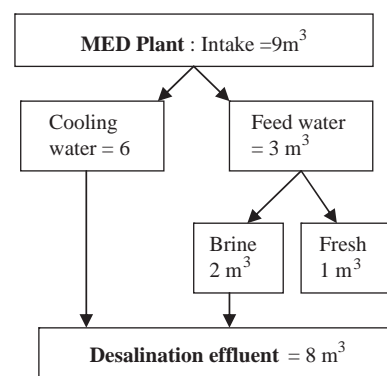 MED Plant : Intake =9m³
Cooling
water = 6
Feed water
= 3 m³
Brine
2 m³
Fresh
1 m³
Desalination effluent = 8 m³